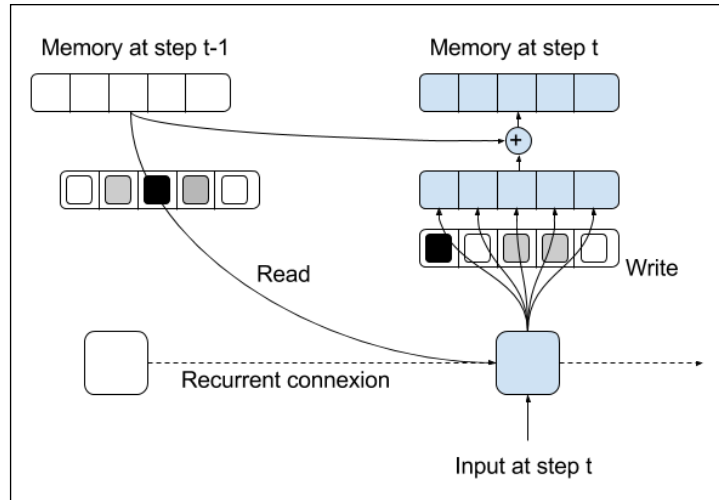 Memory at step t-1
Memory at step t
+
Read
Write
Recurrent connexion
Input at step t